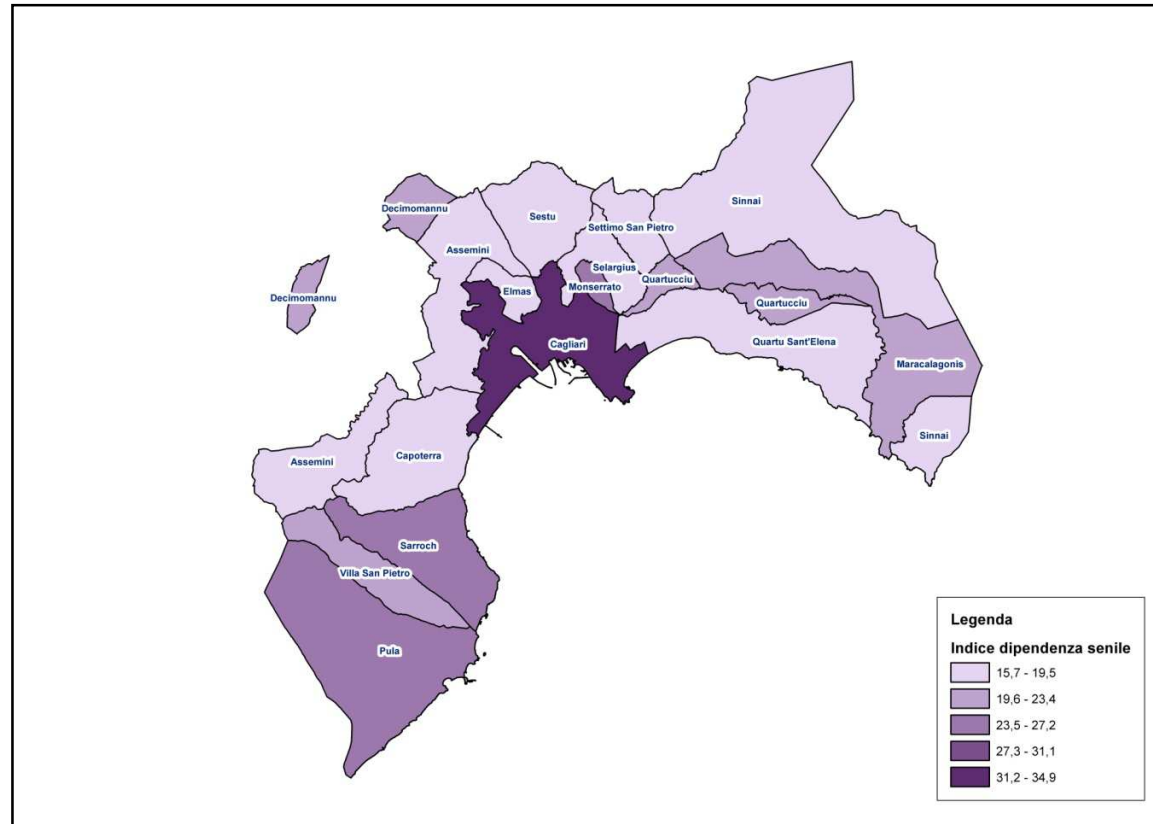 Sinnai
Decimomannu
Sestu
Settimo San Pietro
Assemini
Selargius
Quartucciu
Elmas
Monserrato
Decimomannu
Quartucciu
Cagliari
Quartu Sant'Elena
Maracalagonis
Sinnai
Assemini
Capoterra
Sarroch
Villa San Pietro
Pula
Legenda
Indice dipendenza senile
15,7 - 19,5
19,6 - 23,4
23,5 - 27,2
27,3 - 31,1
31,2 - 34,9